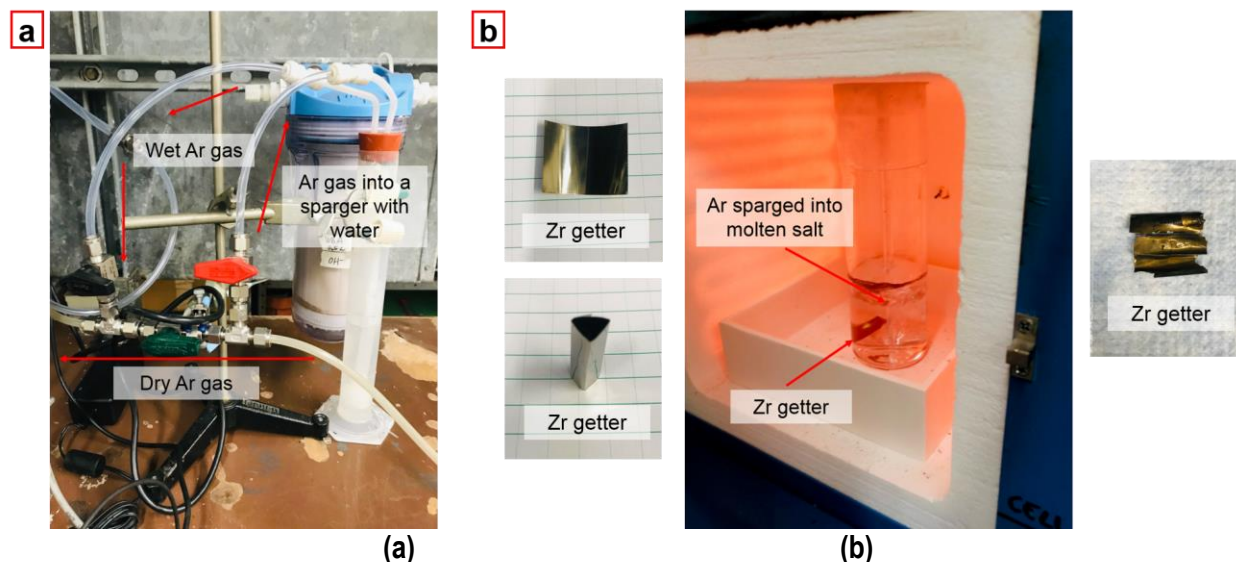 a
Wet Ar gas
Ar gas into a
sparger with
water
Dry Ar gas
(a)
b
Zr getter
Zr getter
Ar sparged into
molten salt
Zr getter
Zr getter
CELI
(b)